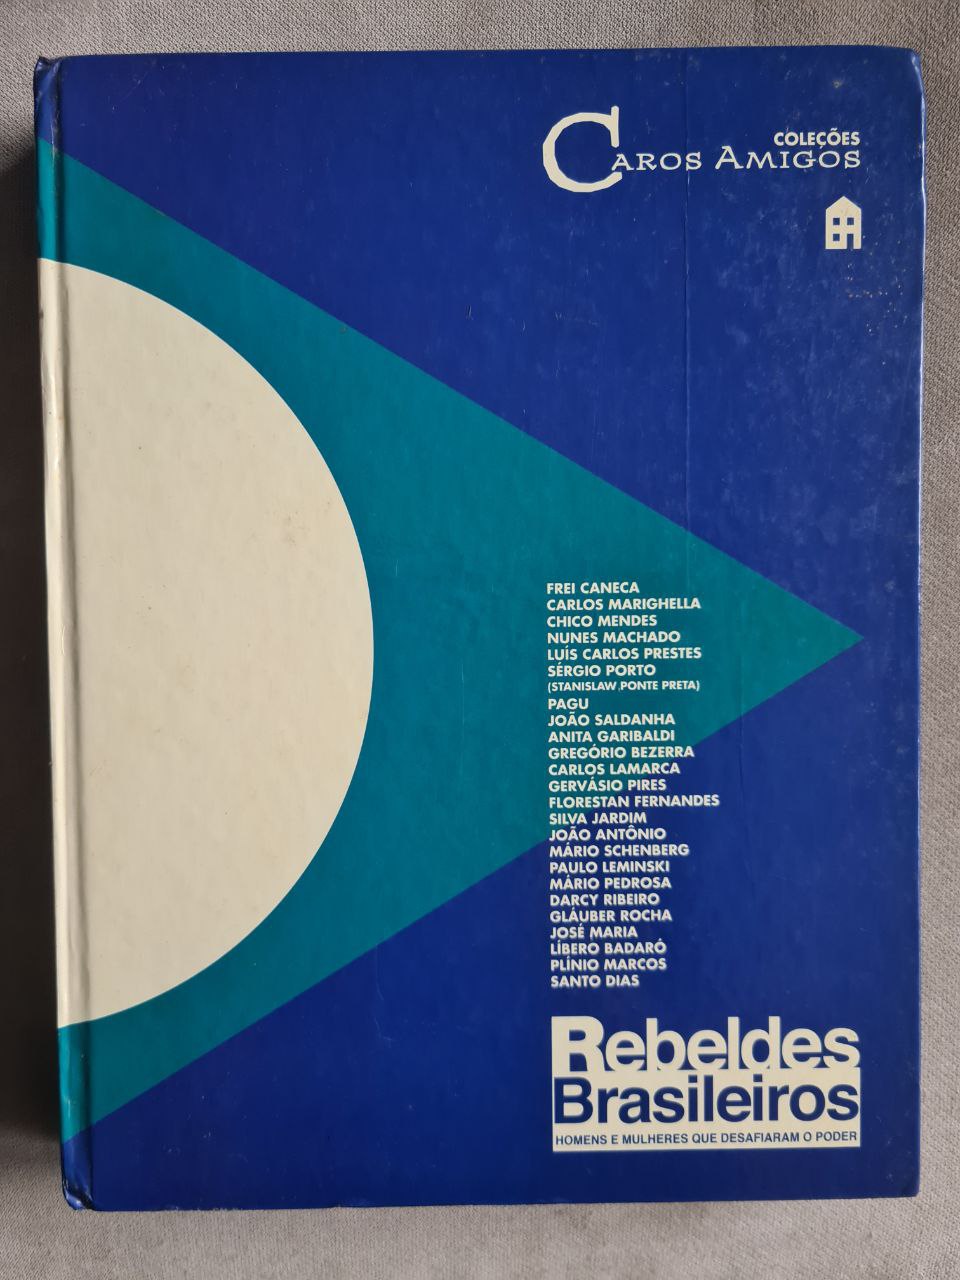 COLEÇÕES
CAROS AMIGOS
FREI CANECA
CARLOS MARIGHELLA
CHICO MENDES
NUNES MACHADO
LUÍS CARLOS PRESTES
SÉRGIO PORTO
(STANISLAW PONTE PRETA)
PAGU
JOÃO SALDANHA
ANITA GARIBALDI
GREGÓRIO BEZERRA
CARLOS LAMARCA
GERVÁSIO PIRES
FLORESTAN FERNANDES
SILVA JARDIM
JOÃO ANTÔNIO
MÁRIO SCHENBERG
PAULO LEMINSKI
MÁRIO PEDROSA
DARCY RIBEIRO
GLÁUBER ROCHA
JOSÉ MARIA
LÍBERO BADARÓ
PLÍNIO MARCOS
SANTO DIAS
Rebeldes
Brasileiros
HOMENS E MULHERES QUE DESAFIARAM O PODER